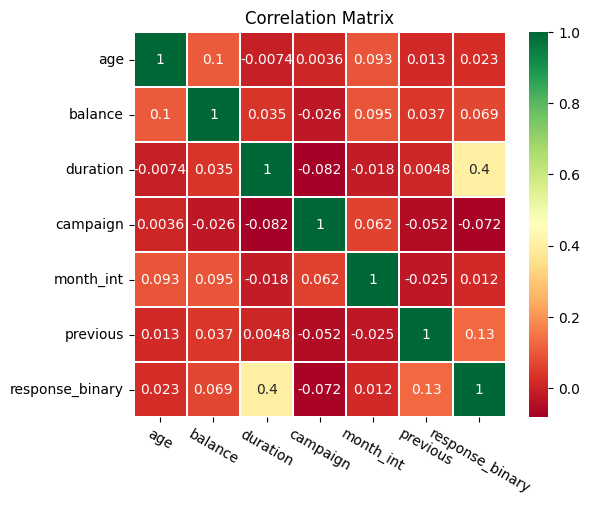 Correlation Matrix
age 1 0.1 -0.0074 0.0036 0.093 0.013 0.023
balance 0.1 1 0.035 -0.026 0.095 0.037 0.069
duration -0.0074 0.035 1 -0.082 -0.018 0.0048 0.4
campaign 0.0036 -0.026 -0.082 1 0.062 -0.052 -0.072
month_int 0.093 0.095 -0.018 0.062 1 -0.025 0.012
previous 0.013 0.037 0.0048 -0.052 -0.025 1 0.13
response_binary 0.023 0.069 0.4 -0.072 0.012 0.13 1
age balance duration campaign month_int previous response_binary
1.0
0.8
0.6
0.4
0.2
0.0